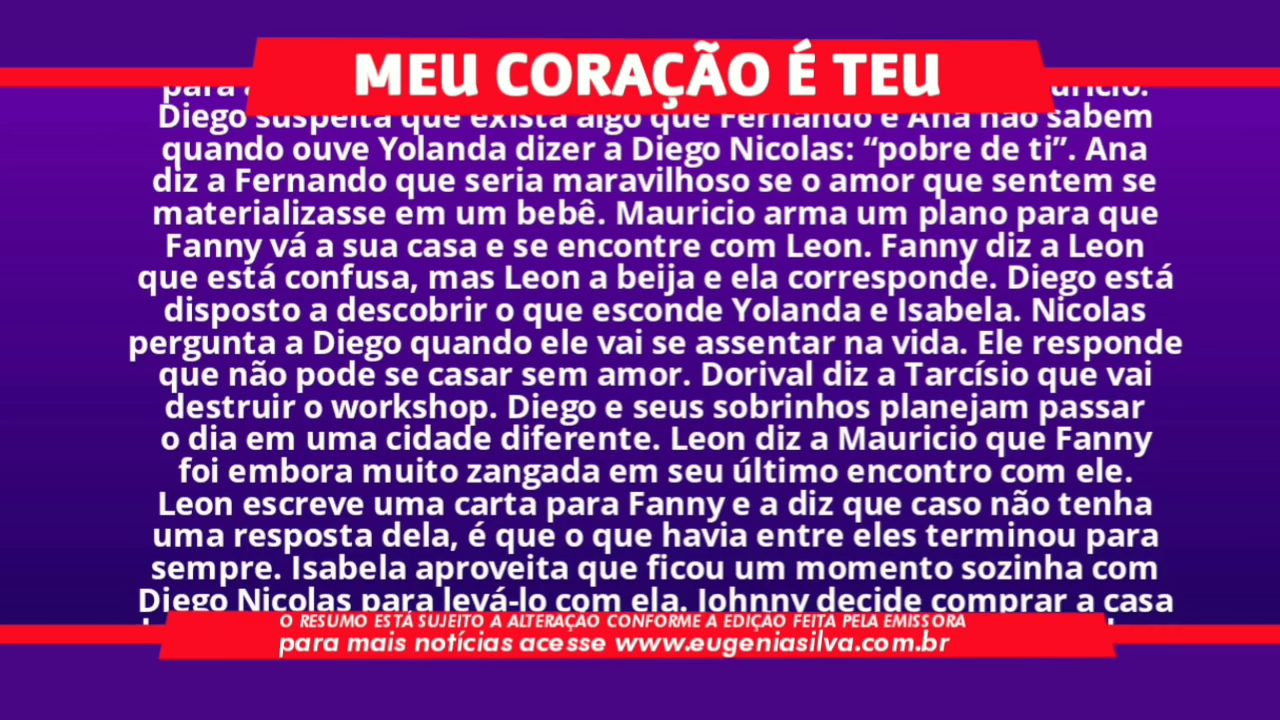 MEU CORAÇÃO É TEU
para
Diego suspeita que exista algo que Fernando e Ana não sabem
quando ouve Yolanda dizer a Diego Nicolas: “pobre de ti”. Ana
diz a Fernando que seria maravilhoso se o amor que sentem se
materializasse em um bebê. Mauricio arma um plano para que
Fanny vá a sua casa e se encontre com Leon. Fanny diz a Leon
que está confusa, mas Leon a beija e ela corresponde. Diego está
disposto a descobrir o que esconde Yolanda e Isabela. Nicolas
pergunta a Diego quando ele vai se assentar na vida. Ele responde
que não pode se casar sem amor. Dorival diz a Tarcísio que vai
destruir o workshop. Diego e seus sobrinhos planejam passar
o dia em uma cidade diferente. Leon diz a Mauricio que Fanny
foi embora muito zangada em seu último encontro com ele.
Leon escreve uma carta para Fanny e a diz que caso não tenha
uma resposta dela, é que o que havia entre eles terminou para
sempre. Isabela aproveita que ficou um momento sozinha com
Diego Nicolas para levá-lo com ela. Johnny decide comprar a casa
O RESUMO ESTÁ SUJEITO A ALTERAÇÃO CONFORME A EDIÇÃO FEITA PELA EMISSORA
para mais notícias acesse www.eugeniasilva.com.br